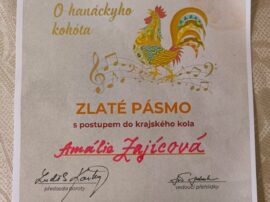 O hanáckyho
kohóta
ZLATÉ PÁSMO
s postupem do krajského kola
Amálie Zajícová
předseda poroty
vedoucí přehlídky